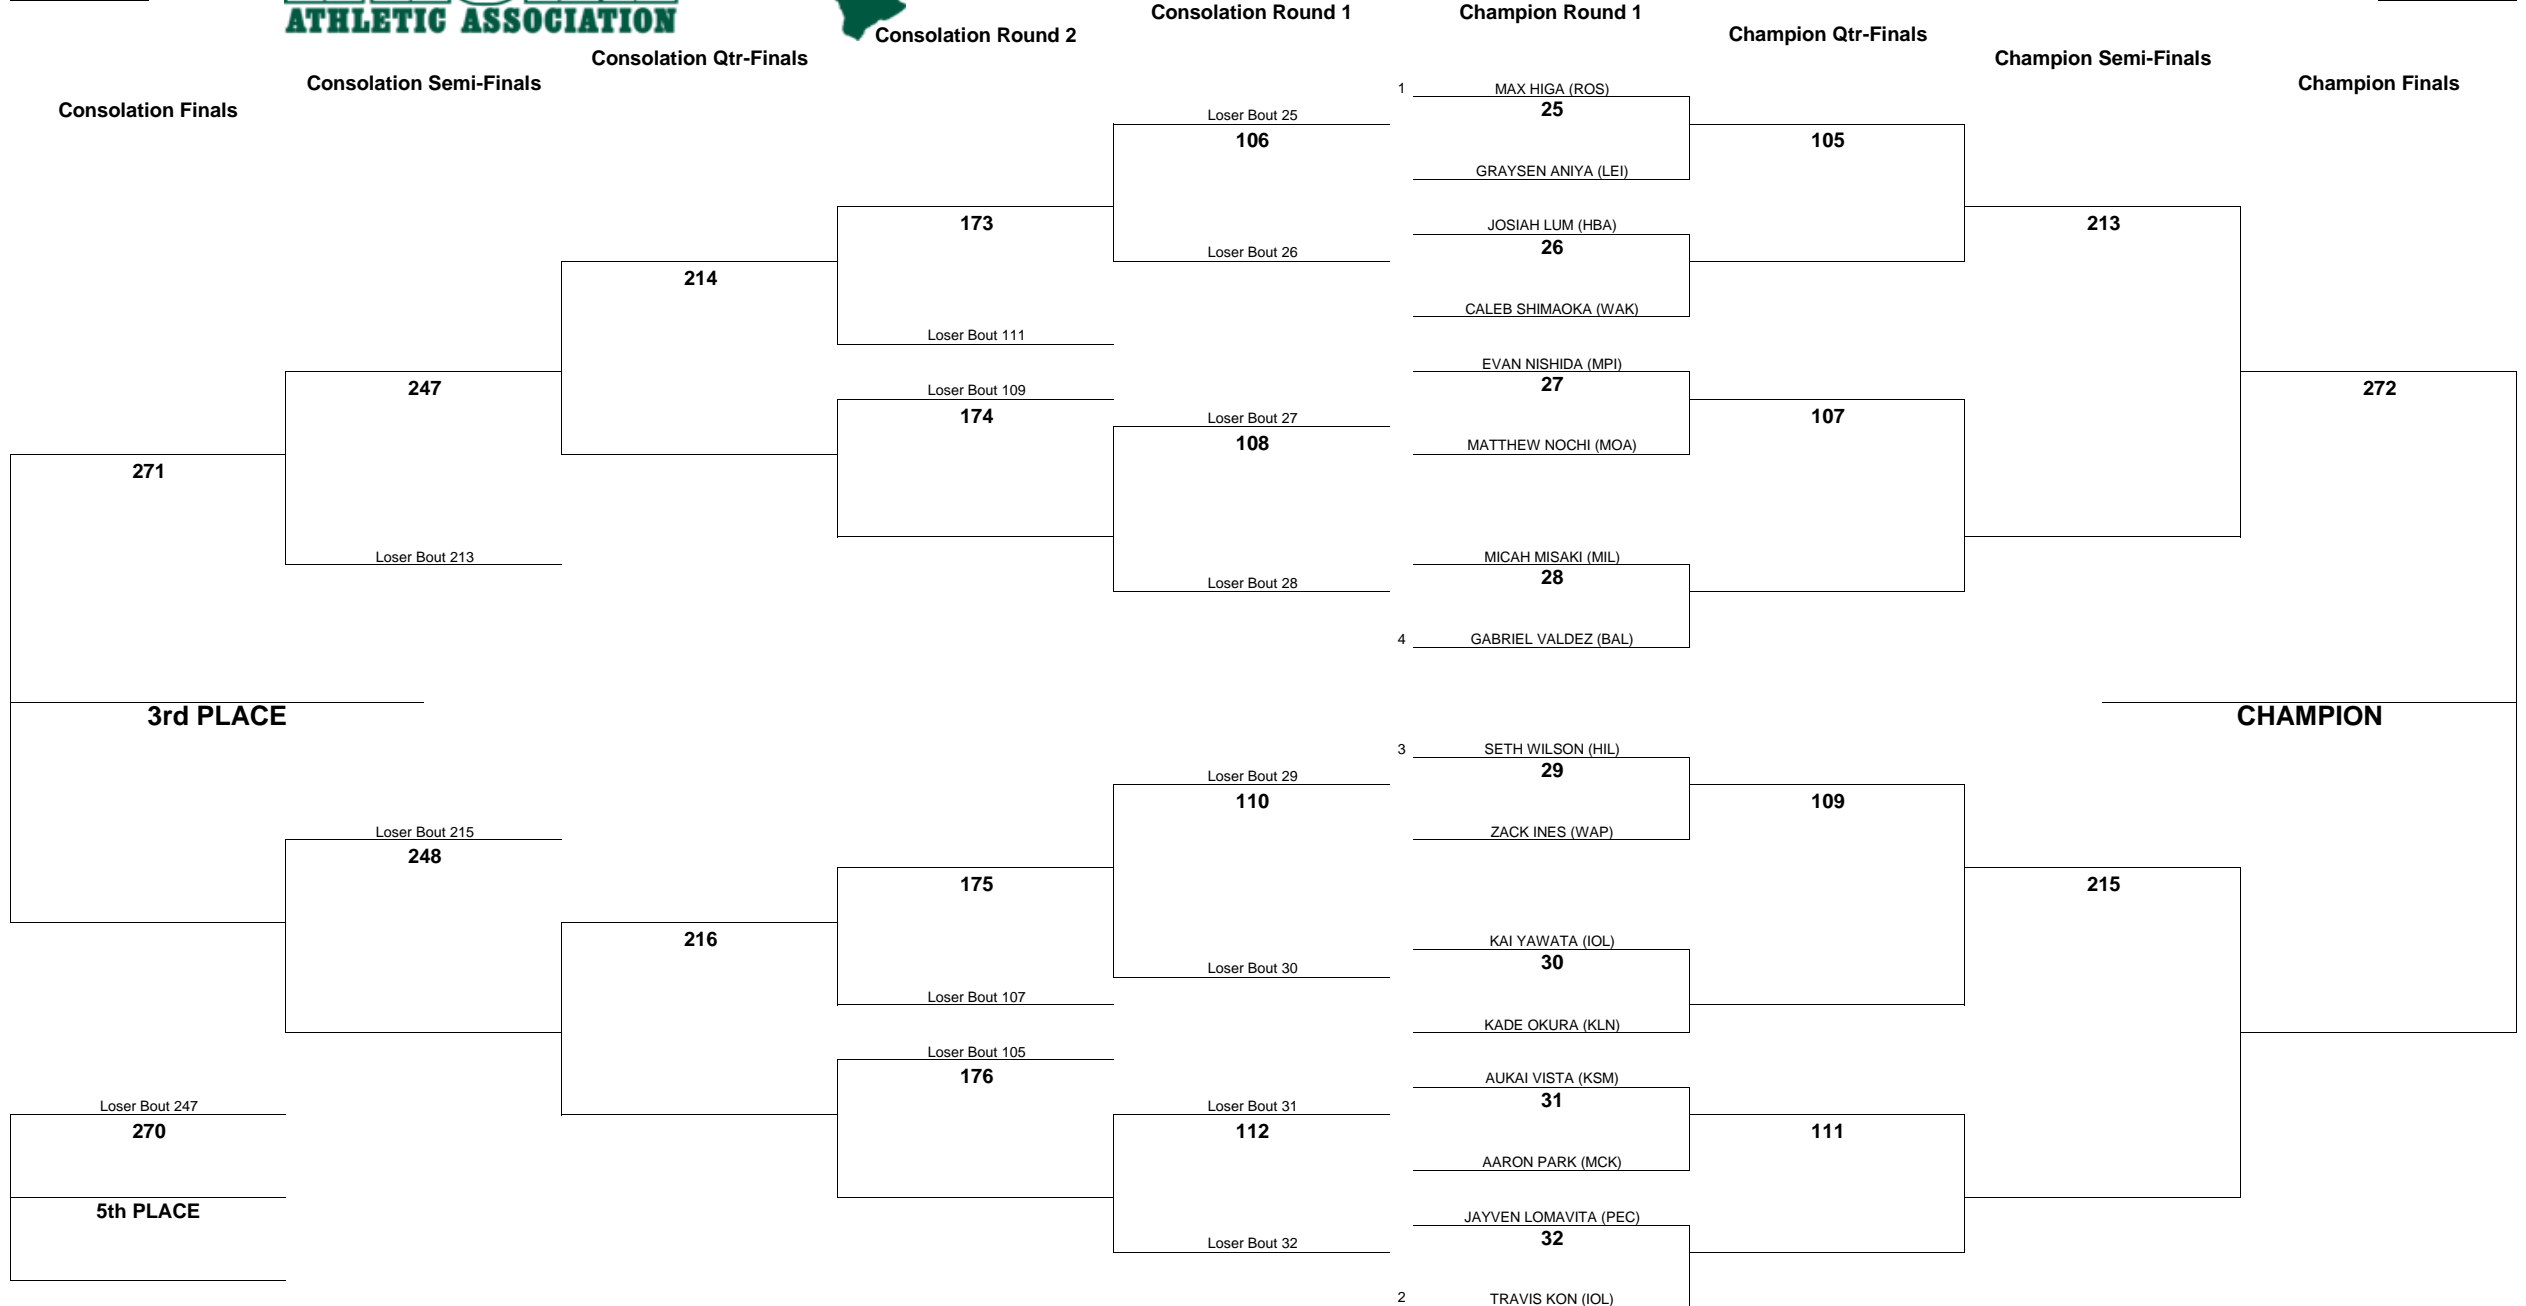 ATHLETIC ASSOCIATION
Consolation Round 1
Champion Round 1
Consolation Round 2
Champion Qtr-Finals
Consolation Qtr-Finals
Champion Semi-Finals
Consolation Semi-Finals
Champion Finals
Consolation Finals
1 MAX HIGA (ROS)
25
GRAYSEN ANIYA (LEI)
JOSIAH LUM (HBA)
26
CALEB SHIMAOKA (WAK)
EVAN NISHIDA (MPI)
27
MATTHEW NOCHI (MOA)
MICAH MISAKI (MIL)
28
4 GABRIEL VALDEZ (BAL)
3 SETH WILSON (HIL)
29
ZACK INES (WAP)
KAI YAWATA (IOL)
30
KADE OKURA (KLN)
AUKAI VISTA (KSM)
31
AARON PARK (MCK)
JAYVEN LOMAVITA (PEC)
32
2 TRAVIS KON (IOL)
105
107
109
111
213
215
272
CHAMPION
Loser Bout 25
106
Loser Bout 26
Loser Bout 27
108
Loser Bout 28
Loser Bout 29
110
Loser Bout 30
Loser Bout 31
112
Loser Bout 32
173
Loser Bout 111
Loser Bout 109
174
175
Loser Bout 107
Loser Bout 105
176
214
216
247
Loser Bout 213
Loser Bout 215
248
271
3rd PLACE
Loser Bout 247
270
5th PLACE